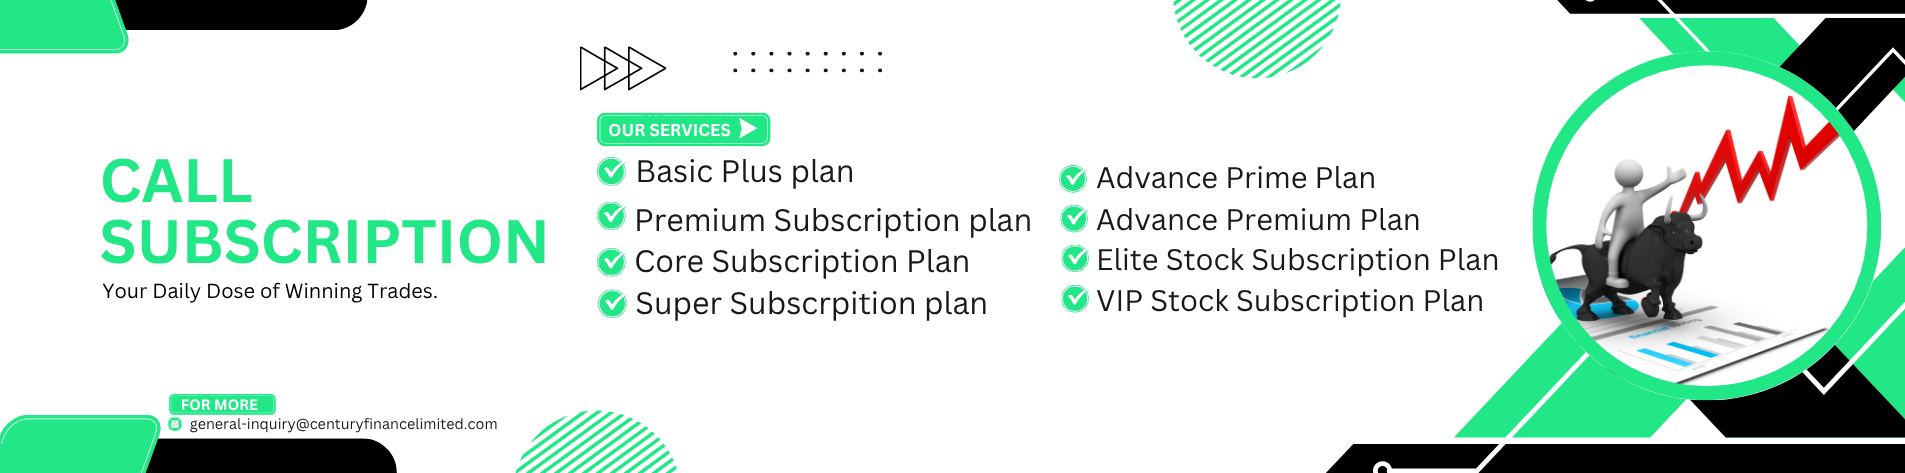 CALL
SUBSCRIPTION
Your Daily Dose of Winning Trades.
OUR SERVICES
Basic Plus plan
Premium Subscription plan
Core Subscription Plan
Super Subscrpition plan
Advance Prime Plan
Advance Premium Plan
Elite Stock Subscription Plan
VIP Stock Subscription Plan
FOR MORE
general-inquiry@centuryfinancelimited.com